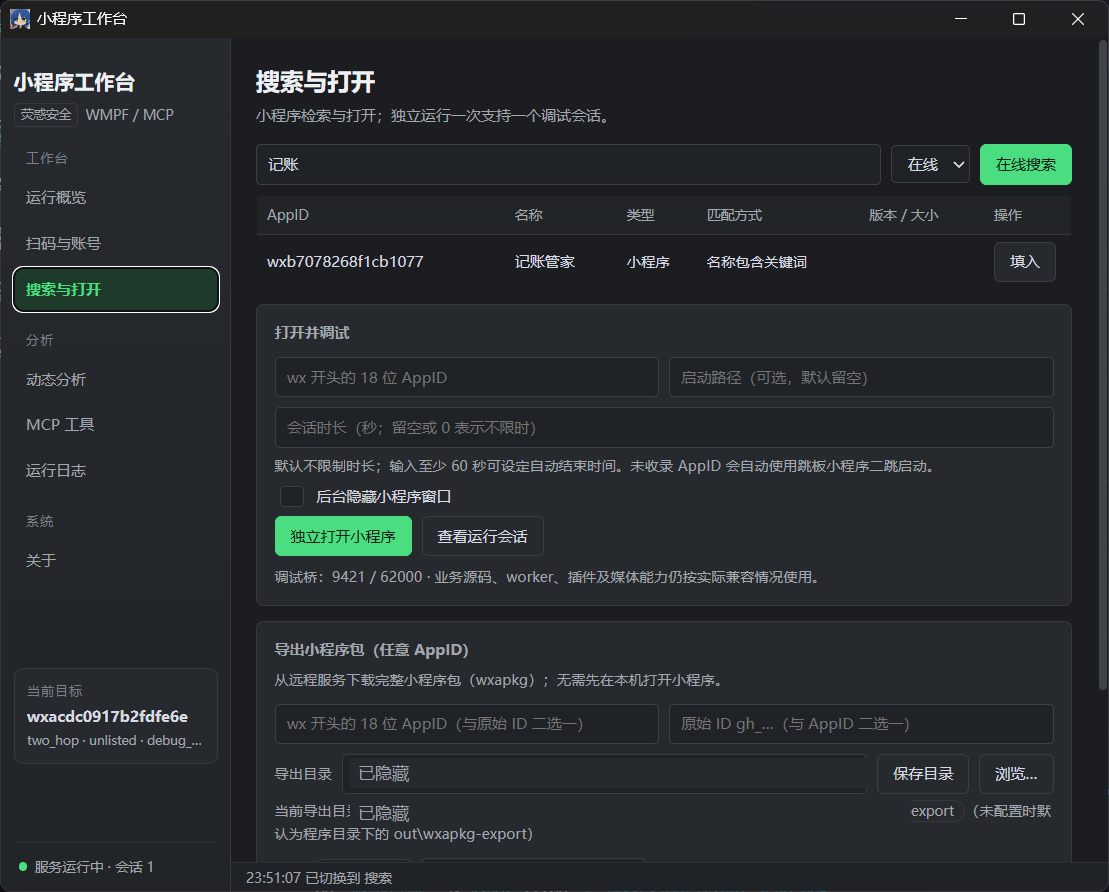 小程序工作台
小程序工作台
荧惑安全 WMPF / MCP
工作台
运行概览
扫码与账号
搜索与打开
分析
动态分析
MCP 工具
运行日志
系统
关于
当前目标
wxacdc0917b2fdfe6e
two_hop · unlisted · debug_...
服务运行中 · 会话 1
搜索与打开
小程序检索与打开；独立运行一次支持一个调试会话。
记账 在线 在线搜索
AppID 名称 类型 匹配方式 版本 / 大小 操作
wxb7078268f1cb1077 记账管家 小程序 名称包含关键词 填入
打开并调试
wx 开头的 18 位 AppID 启动路径（可选，默认留空）
会话时长（秒；留空或 0 表示不限时）
默认不限制时长；输入至少 60 秒可设定自动结束时间。未收录 AppID 会自动使用跳板小程序二跳启动。
后台隐藏小程序窗口
独立打开小程序 查看运行会话
调试桥：9421 / 62000 · 业务源码、worker、插件及媒体能力仍按实际兼容情况使用。
导出小程序包（任意 AppID）
从远程服务下载完整小程序包（wxapkg）；无需先在本机打开小程序。
wx 开头的 18 位 AppID（与原始 ID 二选一） 原始 ID gh_...（与 AppID 二选一）
导出目录 已隐藏 保存目录 浏览...
当前导出目 已隐藏 export （未配置时默
认为程序目录下的 out\wxapkg-export）
23:51:07 已切换到 搜索